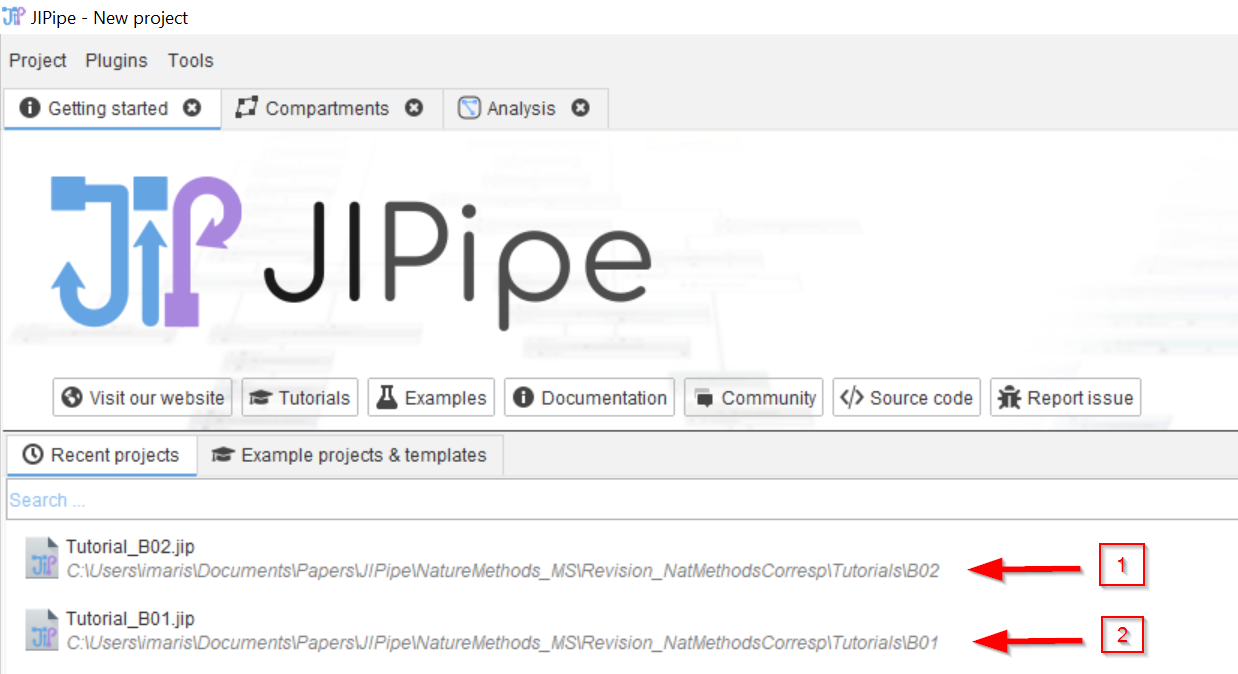 JIPipe - New project
Project Plugins Tools
Getting started Compartments Analysis
JIPipe
Visit our website Tutorials Examples Documentation Community Source code Report issue
Recent projects Example projects & templates
Search ...
Tutorial_B02.jip
C:\Users\imaris\Documents\Papers\JIPipe\NatureMethods_MS\Revision_NatMethodsCorresp\Tutorials\B02
1
Tutorial_B01.jip
C:\Users\imaris\Documents\Papers\JIPipe\NatureMethods_MS\Revision_NatMethodsCorresp\Tutorials\B01
2